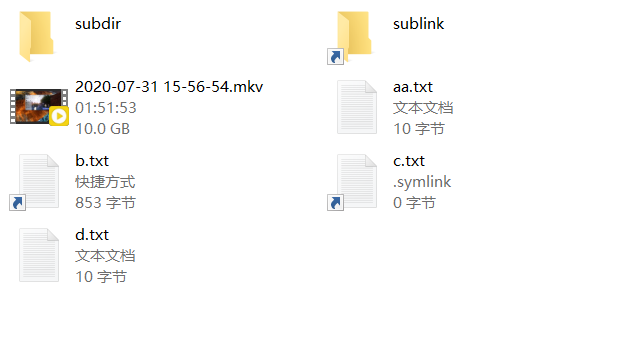 subdir
sublink
2020-07-31 15-56-54.mkv
01:51:53
10.0 GB
aa.txt
文本文档
10 字节
b.txt
快捷方式
853 字节
c.txt
.symlink
0 字节
d.txt
文本文档
10 字节